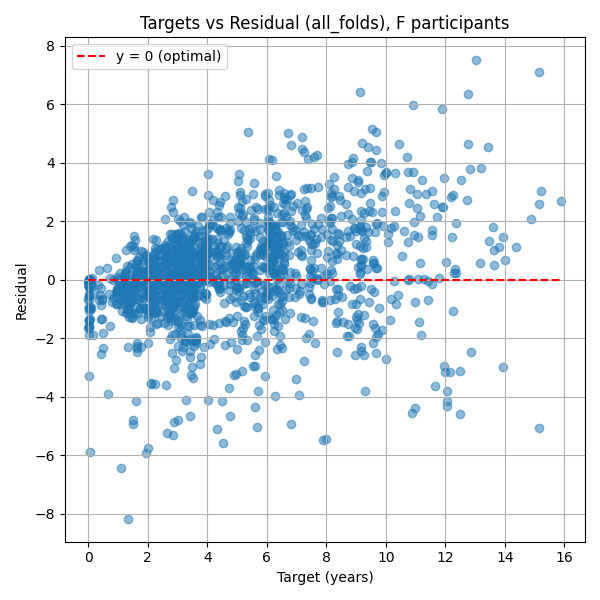 Targets vs Residual (all_folds), F participants
y = 0 (optimal)
8
6
4
2
0
−2
−4
−6
−8
Residual
0 2 4 6 8 10 12 14 16
Target (years)